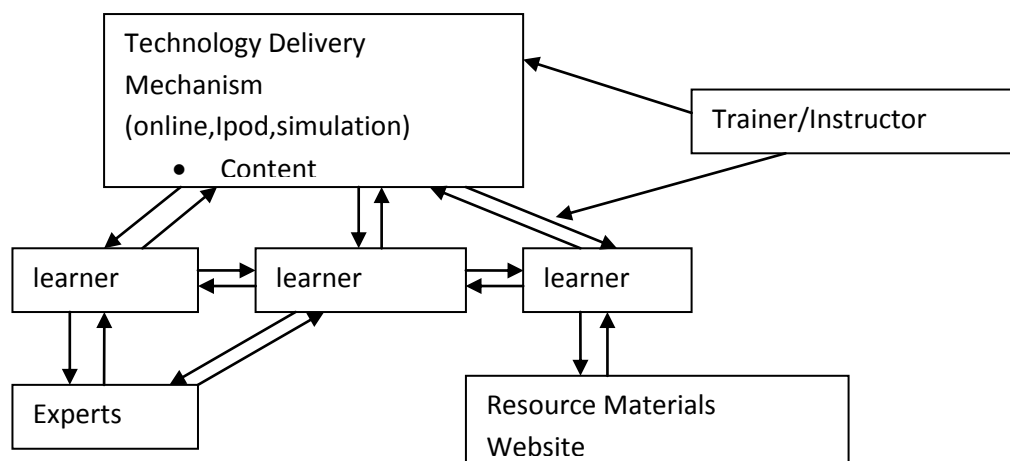 Technology Delivery
Mechanism
(online,Ipod,simulation)
• Content
Trainer/Instructor
learner
learner
learner
Experts
Resource Materials
Website